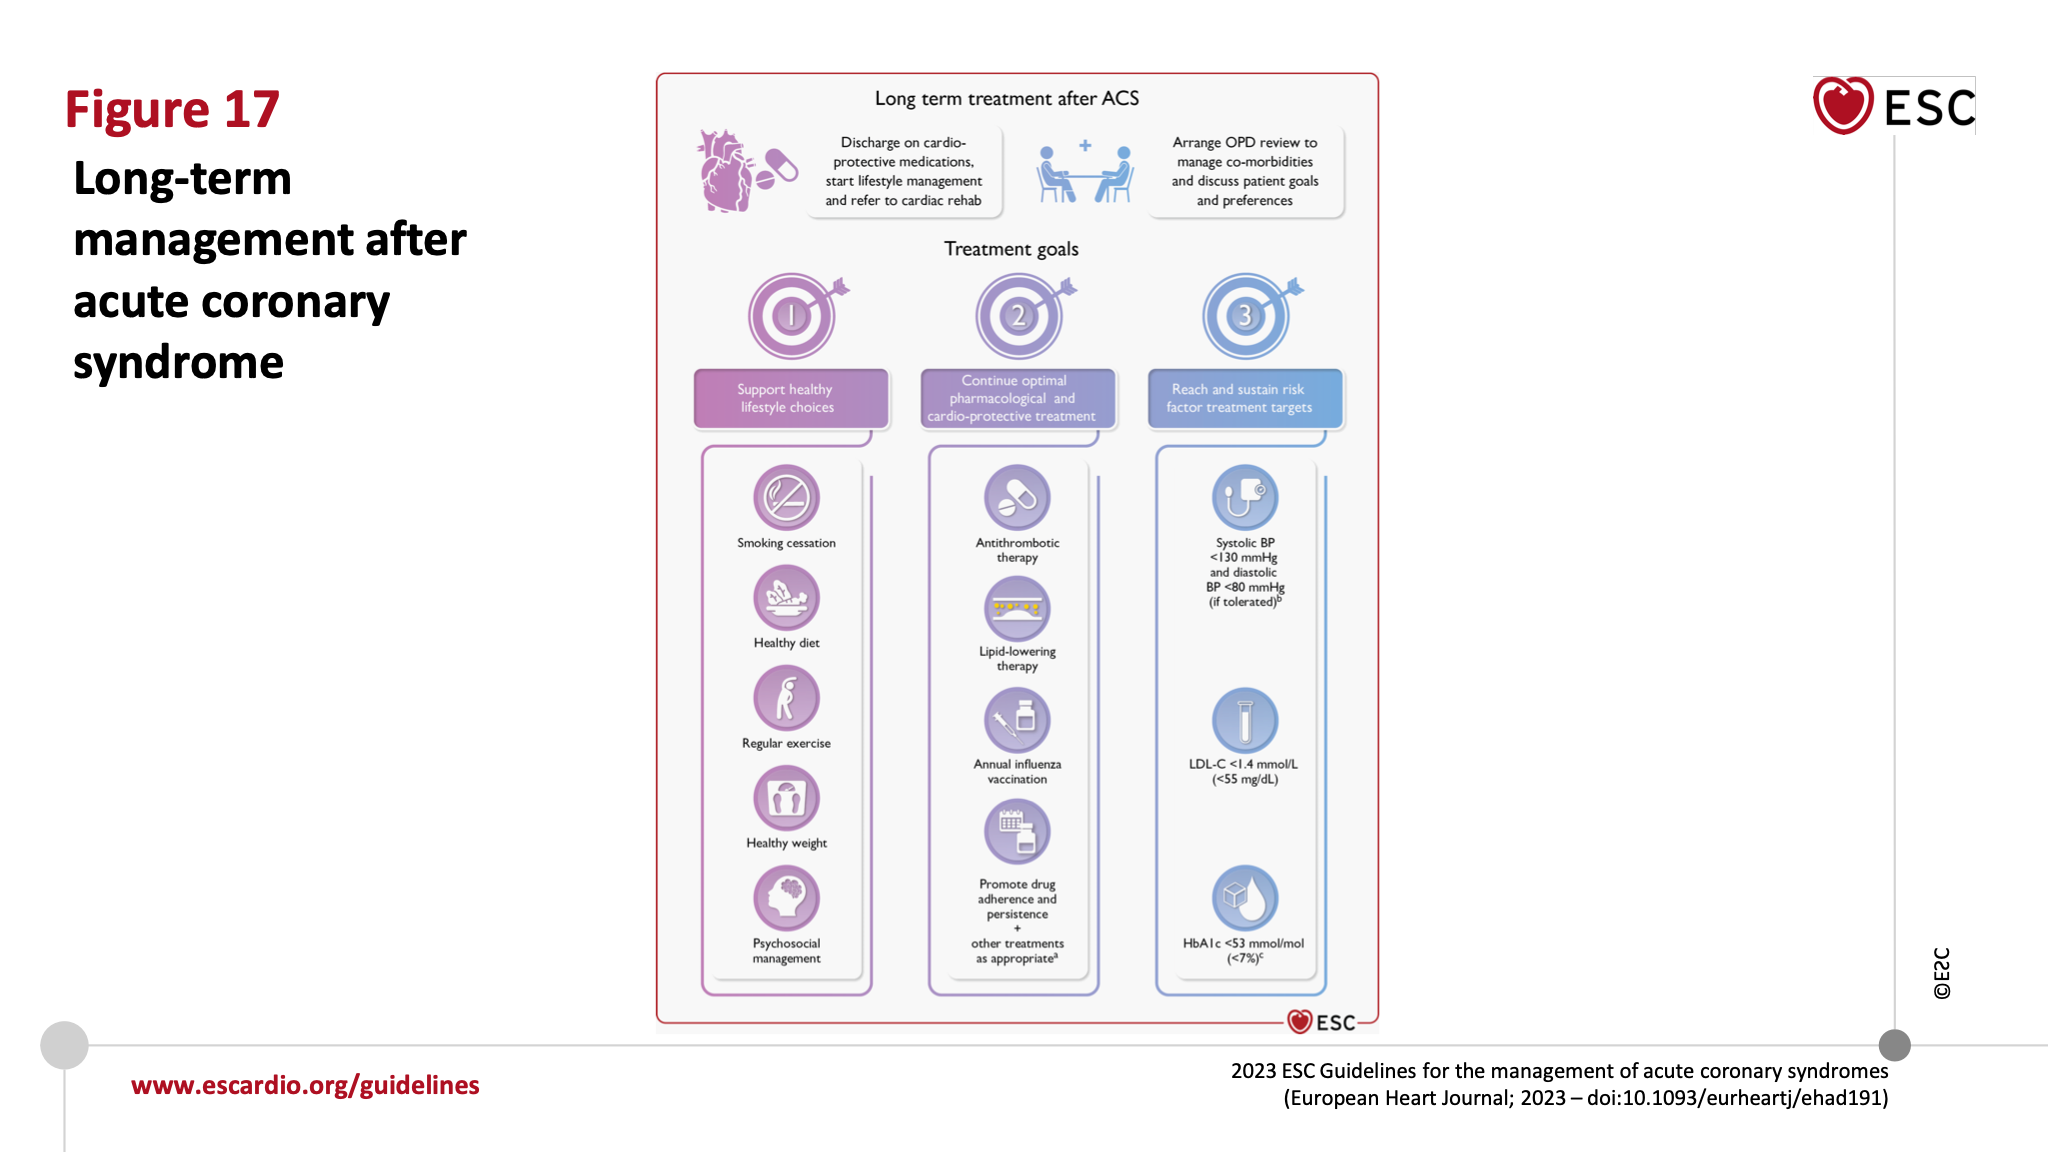 Figure 17
Long-term
management after
acute coronary
syndrome
ESC
Long term treatment after ACS
Discharge on cardio-
protective medications,
start lifestyle management
and refer to cardiac rehab
Arrange OPD review to
manage co-morbidities
and discuss patient goals
and preferences
Treatment goals
1
2
3
Support healthy
lifestyle choices
Continue optimal
pharmacological and
cardio-protective treatment
Reach and sustain risk
factor treatment targets
Smoking cessation
Healthy diet
Regular exercise
Healthy weight
Psychosocial
management
Antithrombotic
therapy
Lipid-lowering
therapy
Annual influenza
vaccination
Promote drug
adherence and
persistence
+
other treatments
as appropriateᵃ
Systolic BP
<130 mmHg
and diastolic
BP <80 mmHg
(if tolerated)ᵇ
LDL-C <1.4 mmol/L
(<55 mg/dL)
HbA1c <53 mmol/mol
(<7%)ᶜ
ESC
©ESC
www.escardio.org/guidelines
2023 ESC Guidelines for the management of acute coronary syndromes
(European Heart Journal; 2023 – doi:10.1093/eurheartj/ehad191)